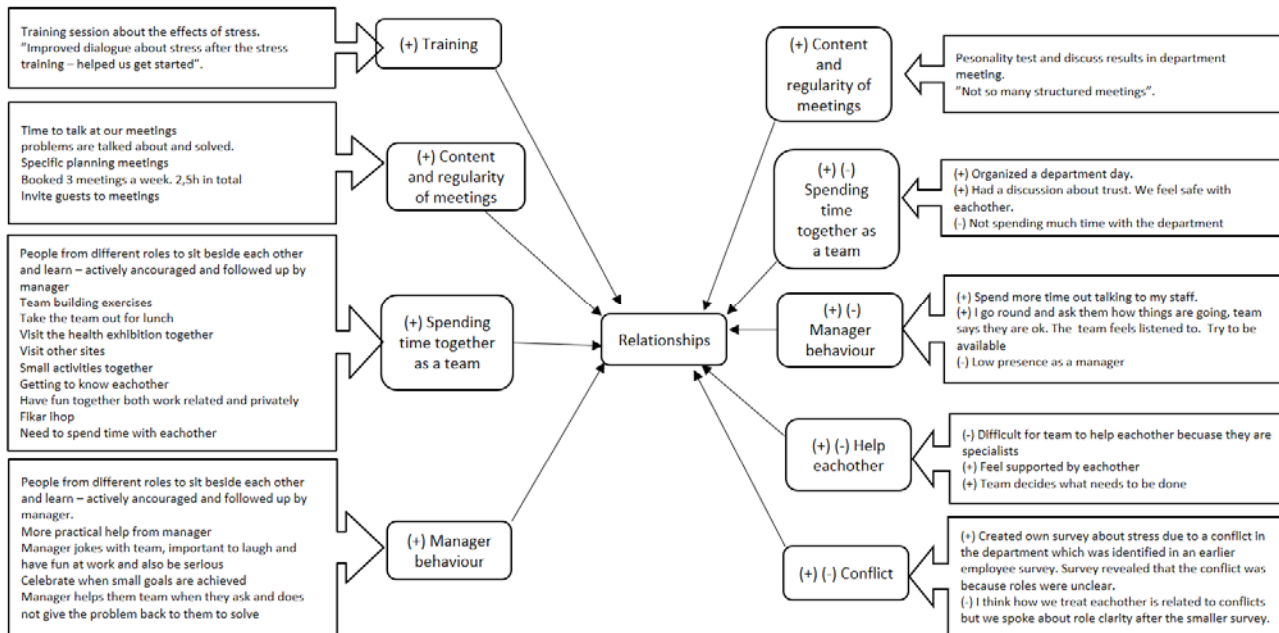 Training session about the effects of stress.
"Improved dialogue about stress after the stress
training – helped us get started".
(+) Training
Time to talk at our meetings
problems are talked about and solved.
Specific planning meetings
Booked 3 meetings a week. 2,5h in total
Invite guests to meetings
(+) Content
and regularity
of meetings
People from different roles to sit beside each other
and learn – actively encouraged and followed up by
manager
Team building exercises
Take the team out for lunch
Visit the health exhibition together
Visit other sites
Small activities together
Getting to know eachother
Have fun together both work related and privately
Fikar ihop
Need to spend time with eachother
(+) Spending
time together
as a team
People from different roles to sit beside each other
and learn – actively encouraged and followed up by
manager.
More practical help from manager
Manager jokes with team, important to laugh and
have fun at work and also be serious
Celebrate when small goals are achieved
Manager helps them team when they ask and does
not give the problem back to them to solve
(+) Manager
behaviour
Relationships
(+) Content
and
regularity of
meetings
Pesonality test and discuss results in department
meeting.
"Not so many structured meetings".
(+) (-)
Spending
time
together as
a team
(+) Organized a department day.
(+) Had a discussion about trust. We feel safe with
eachother.
(-) Not spending much time with the department
(+) (-)
Manager
behaviour
(+) Spend more time out talking to my staff.
(+) I go round and ask them how things are going, team
says they are ok. The team feels listened to. Try to be
available
(-) Low presence as a manager
(+) (-) Help
eachother
(-) Difficult for team to help eachother becuase they are
specialists
(+) Feel supported by eachother
(+) Team decides what needs to be done
(+) (-) Conflict
(+) Created own survey about stress due to a conflict in
the department which was identified in an earlier
employee survey. Survey revealed that the conflict was
because roles were unclear.
(-) I think how we treat eachother is related to conflicts
but we spoke about role clarity after the smaller survey.